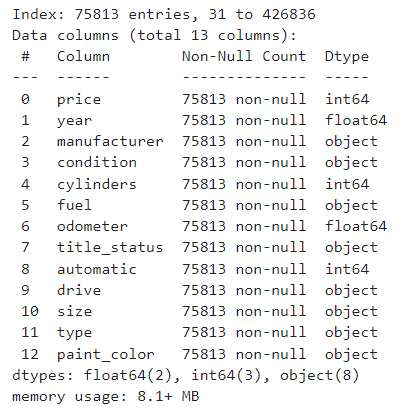 Index: 75813 entries, 31 to 426836
Data columns (total 13 columns):
 #   Column        Non-Null Count  Dtype
---  ------        --------------  -----
 0   price         75813 non-null  int64
 1   year          75813 non-null  float64
 2   manufacturer  75813 non-null  object
 3   condition     75813 non-null  object
 4   cylinders     75813 non-null  int64
 5   fuel          75813 non-null  object
 6   odometer      75813 non-null  float64
 7   title_status  75813 non-null  object
 8   automatic     75813 non-null  int64
 9   drive         75813 non-null  object
 10  size          75813 non-null  object
 11  type          75813 non-null  object
 12  paint_color   75813 non-null  object
dtypes: float64(2), int64(3), object(8)
memory usage: 8.1+ MB